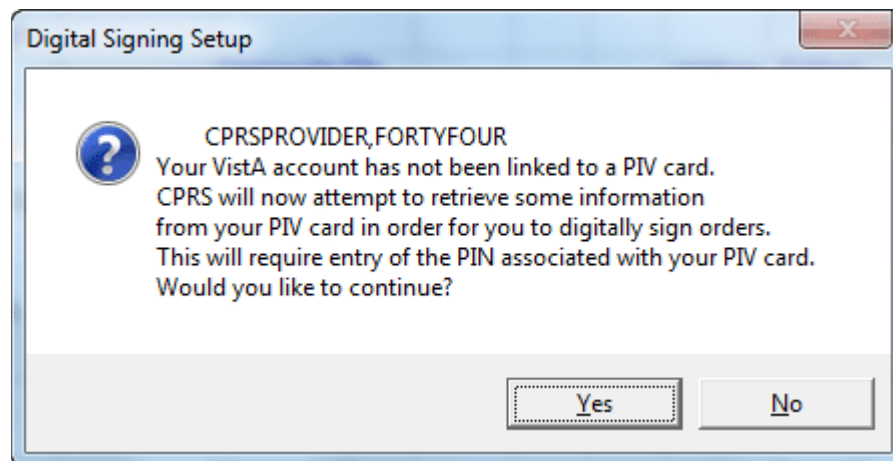 Digital Signing Setup
CPRSPROVIDER,FORTYFOUR
Your VistA account has not been linked to a PIV card.
CPRS will now attempt to retrieve some information
from your PIV card in order for you to digitally sign orders.
This will require entry of the PIN associated with your PIV card.
Would you like to continue?
Yes
No